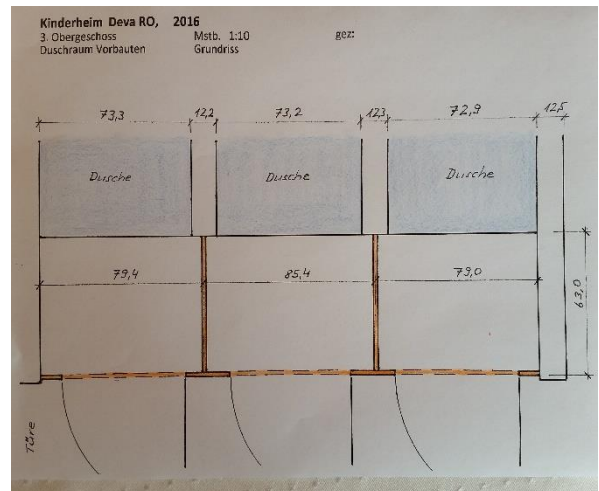 Kinderheim Deva RO, 2016
3. Obergeschoss Mstb. 1:10 gez:
Duschraum Vorbauten Grundriss
73,3 12,2 73,2 12,3 72,9 12,5
Dusche Dusche Dusche
79,4 85,4 79,0
63,0
Türe